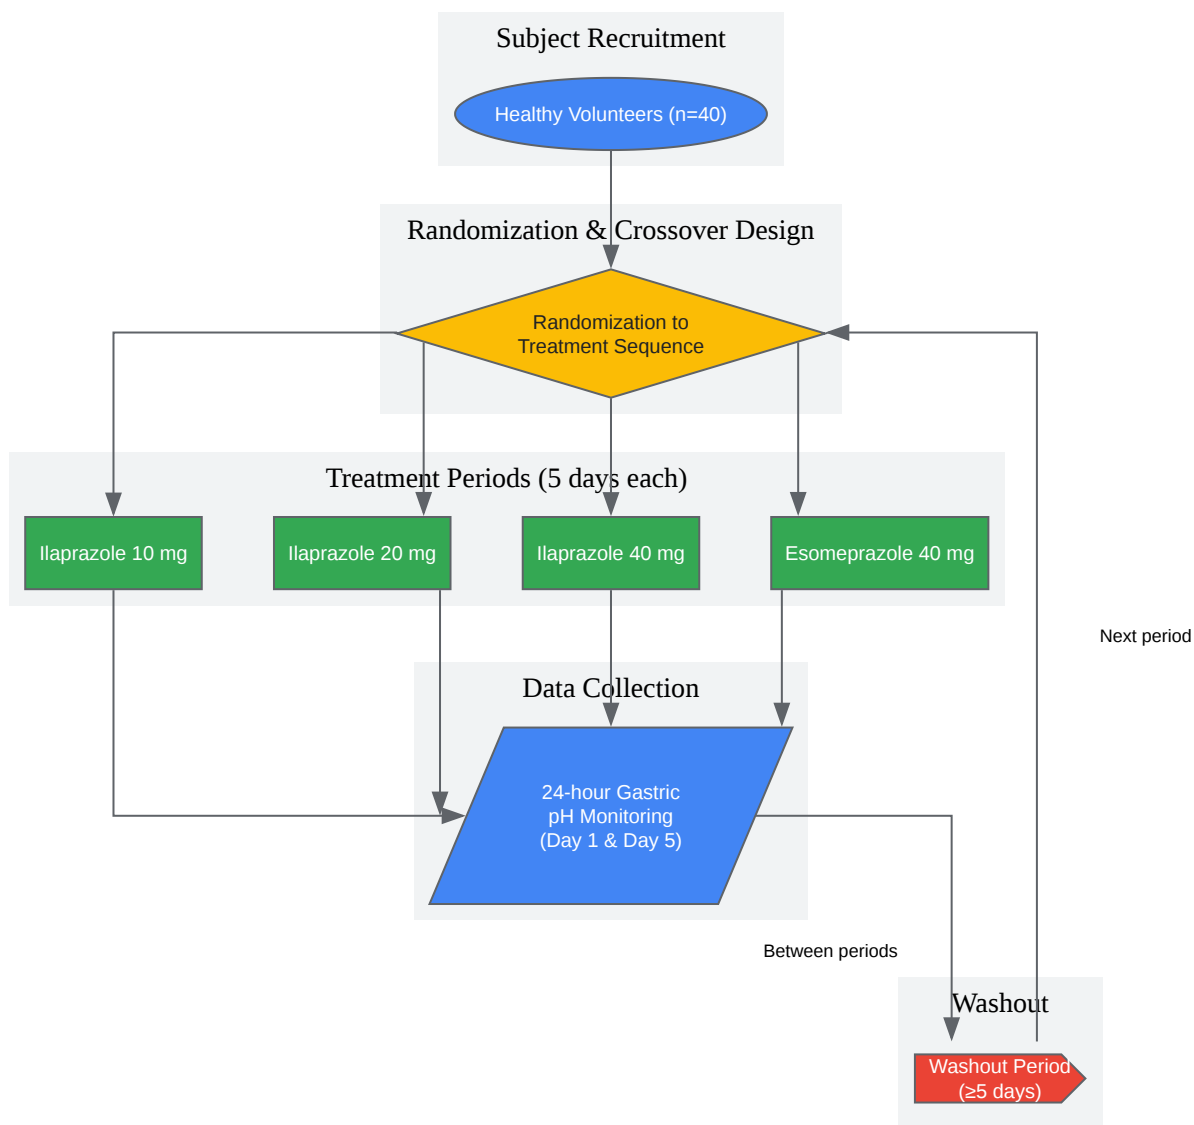 Subject Recruitment
Healthy Volunteers (n=40)
Randomization & Crossover Design
Randomization to
Treatment Sequence
Treatment Periods (5 days each)
Ilaprazole 10 mg
Ilaprazole 20 mg
Ilaprazole 40 mg
Esomeprazole 40 mg
Next period
Data Collection
24-hour Gastric
pH Monitoring
(Day 1 & Day 5)
Between periods
Washout
Washout Period
(≥5 days)